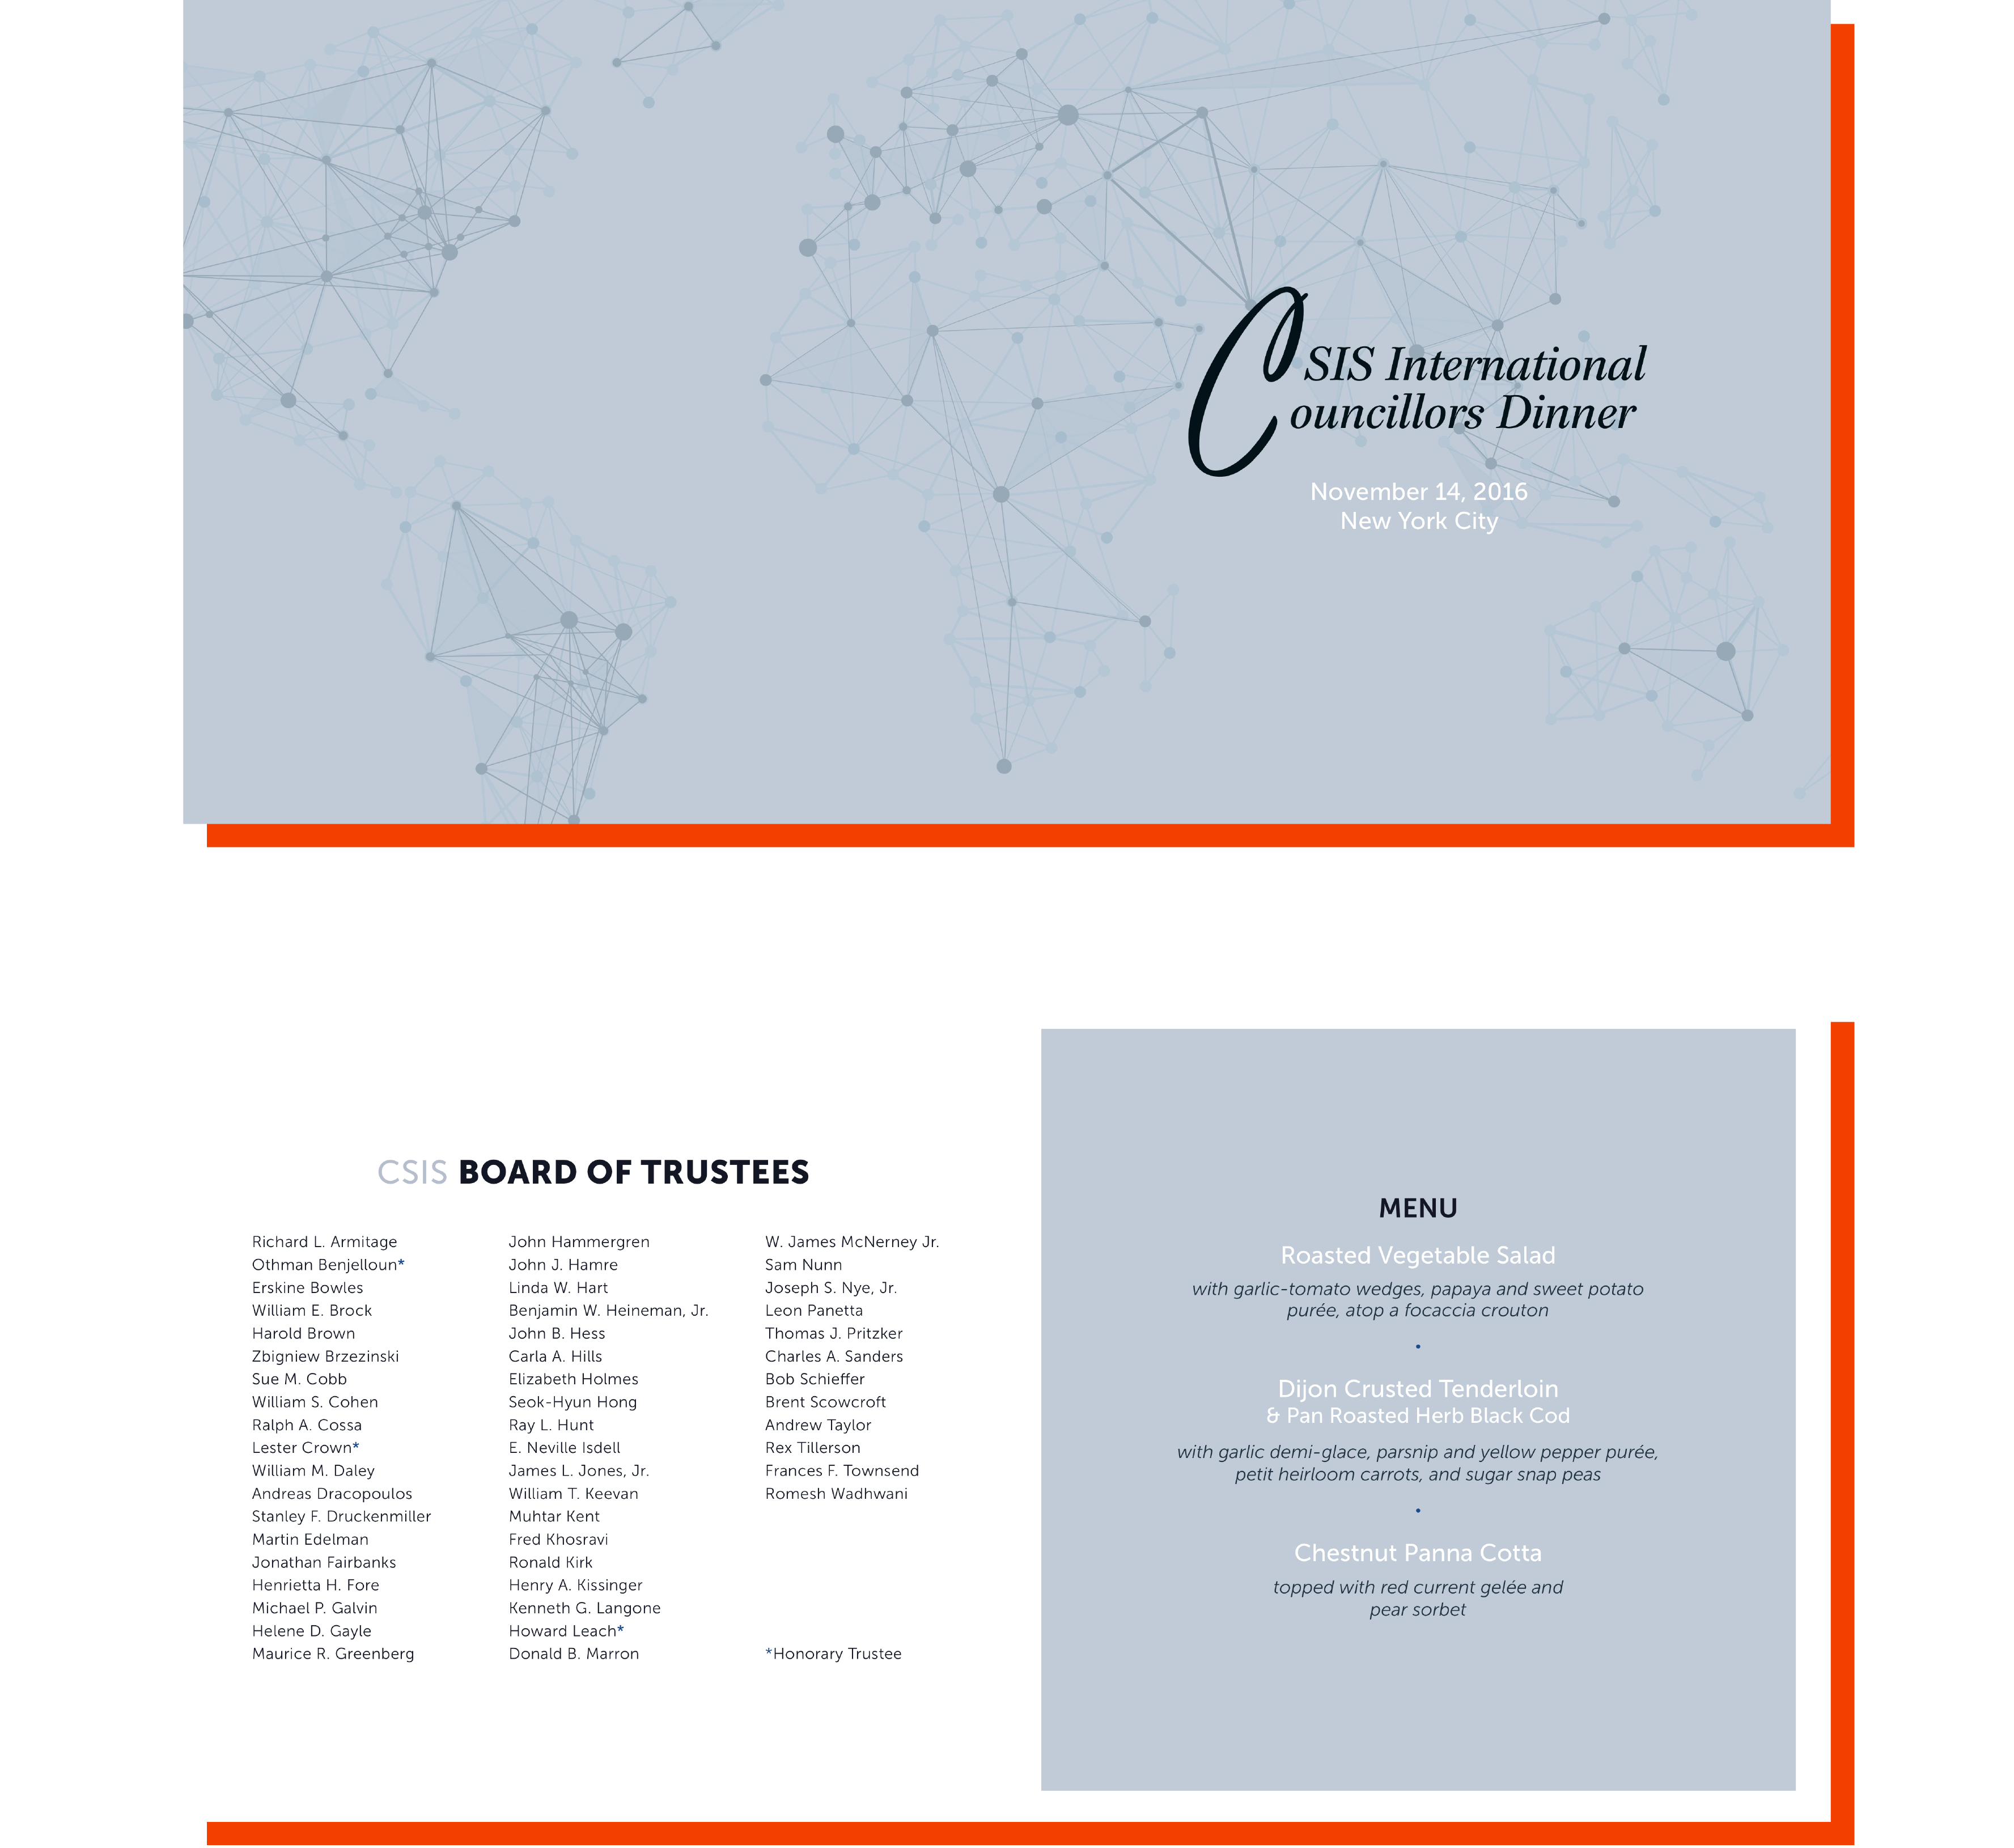 CSIS International
Councillors Dinner
November 14, 2016
New York City
CSIS BOARD OF TRUSTEES
Richard L. Armitage
Othman Benjelloun*
Erskine Bowles
William E. Brock
Harold Brown
Zbigniew Brzezinski
Sue M. Cobb
William S. Cohen
Ralph A. Cossa
Lester Crown*
William M. Daley
Andreas Dracopoulos
Stanley F. Druckenmiller
Martin Edelman
Jonathan Fairbanks
Henrietta H. Fore
Michael P. Galvin
Helene D. Gayle
Maurice R. Greenberg
John Hammergren
John J. Hamre
Linda W. Hart
Benjamin W. Heineman, Jr.
John B. Hess
Carla A. Hills
Elizabeth Holmes
Seok-Hyun Hong
Ray L. Hunt
E. Neville Isdell
James L. Jones, Jr.
William T. Keevan
Muhtar Kent
Fred Khosravi
Ronald Kirk
Henry A. Kissinger
Kenneth G. Langone
Howard Leach*
Donald B. Marron
W. James McNerney Jr.
Sam Nunn
Joseph S. Nye, Jr.
Leon Panetta
Thomas J. Pritzker
Charles A. Sanders
Bob Schieffer
Brent Scowcroft
Andrew Taylor
Rex Tillerson
Frances F. Townsend
Romesh Wadhwani
*Honorary Trustee
MENU
Roasted Vegetable Salad
with garlic-tomato wedges, papaya and sweet potato
purée, atop a focaccia crouton
•
Dijon Crusted Tenderloin
& Pan Roasted Herb Black Cod
with garlic demi-glace, parsnip and yellow pepper purée,
petit heirloom carrots, and sugar snap peas
•
Chestnut Panna Cotta
topped with red current gelée and
pear sorbet